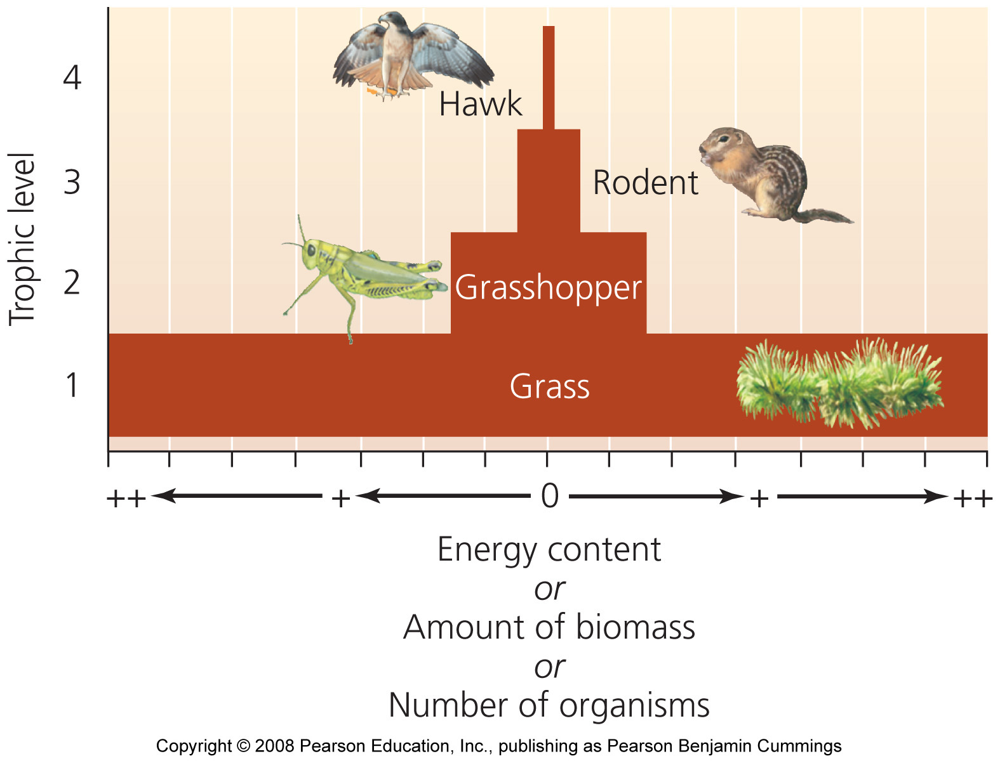 Trophic level
4
Hawk
3
Rodent
2
Grasshopper
1
Grass
++ + 0 + ++
Energy content
or
Amount of biomass
or
Number of organisms
Copyright © 2008 Pearson Education, Inc., publishing as Pearson Benjamin Cummings